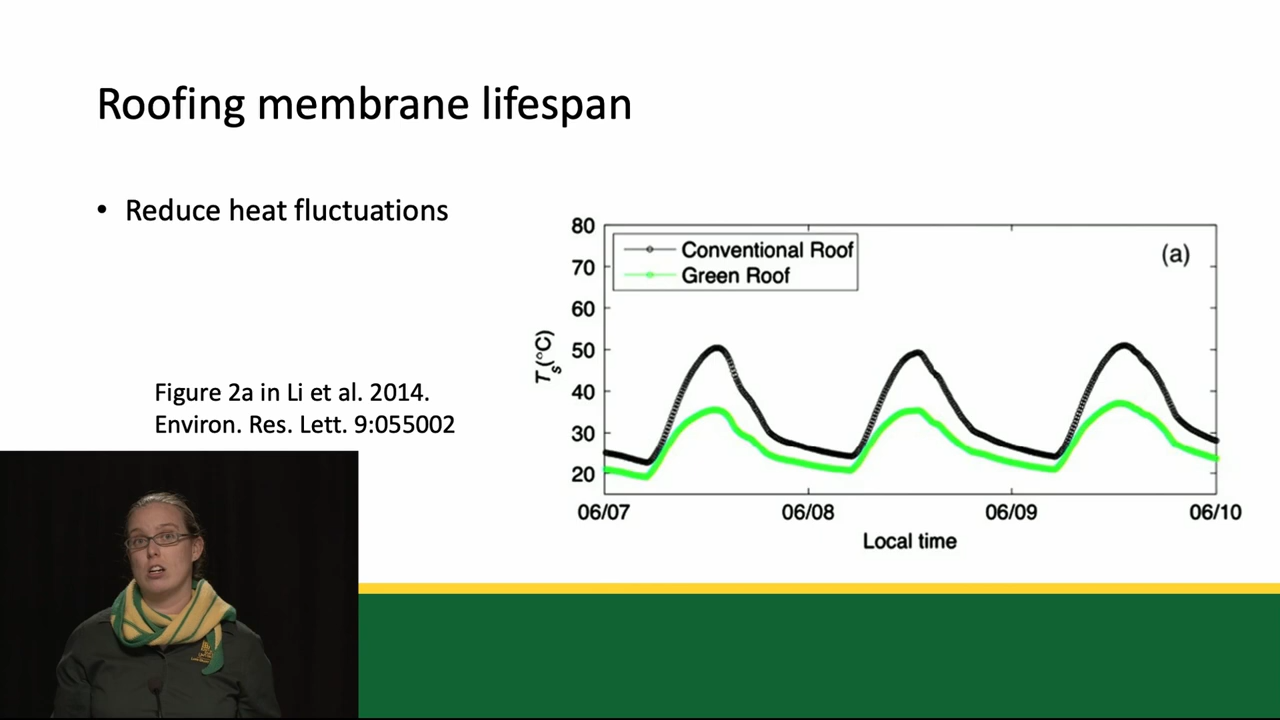 Roofing membrane lifespan
• Reduce heat fluctuations
Figure 2a in Li et al. 2014.
Environ. Res. Lett. 9:055002
Conventional Roof
Green Roof
(a)
80
70
60
50
40
30
20
Ts(°C)
06/07 06/08 06/09 06/10
Local time